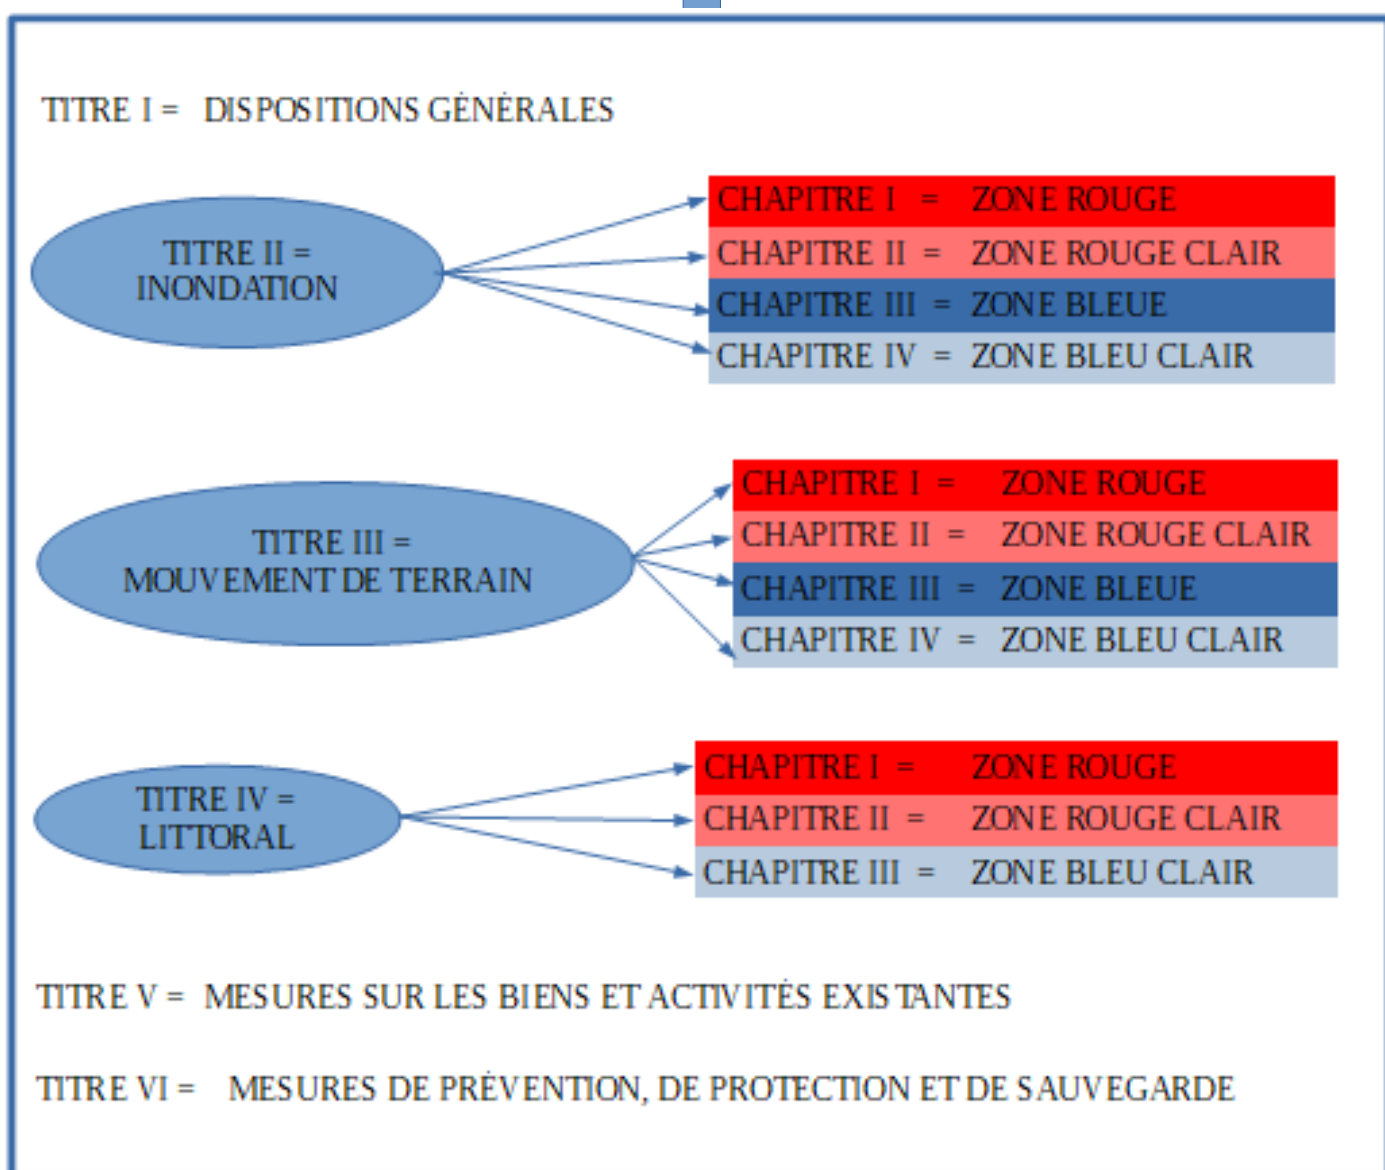 TITRE I = DISPOSITIONS GÉNÉRALES
TITRE II =
INONDATION
CHAPITRE I = ZONE ROUGE
CHAPITRE II = ZONE ROUGE CLAIR
CHAPITRE III = ZONE BLEUE
CHAPITRE IV = ZONE BLEU CLAIR
TITRE III =
MOUVEMENT DE TERRAIN
CHAPITRE I = ZONE ROUGE
CHAPITRE II = ZONE ROUGE CLAIR
CHAPITRE III = ZONE BLEUE
CHAPITRE IV = ZONE BLEU CLAIR
TITRE IV =
LITTORAL
CHAPITRE I = ZONE ROUGE
CHAPITRE II = ZONE ROUGE CLAIR
CHAPITRE III = ZONE BLEU CLAIR
TITRE V = MESURES SUR LES BIENS ET ACTIVITÉS EXISTANTES
TITRE VI = MESURES DE PRÉVENTION, DE PROTECTION ET DE SAUVEGARDE